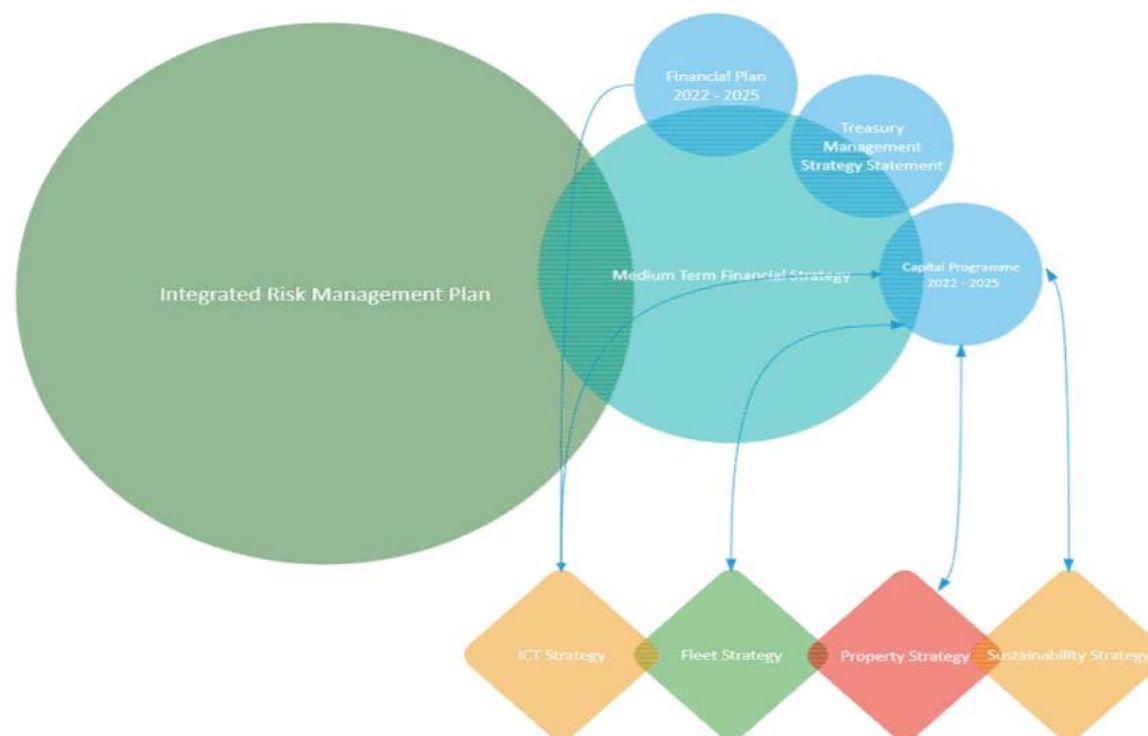 Financial Plan
2022 - 2025
Treasury
Management
Strategy Statement
Integrated Risk Management Plan
Medium Term Financial Strategy
Capital Programme
2022 - 2025
ICT Strategy
Fleet Strategy
Property Strategy
Sustainability Strategy